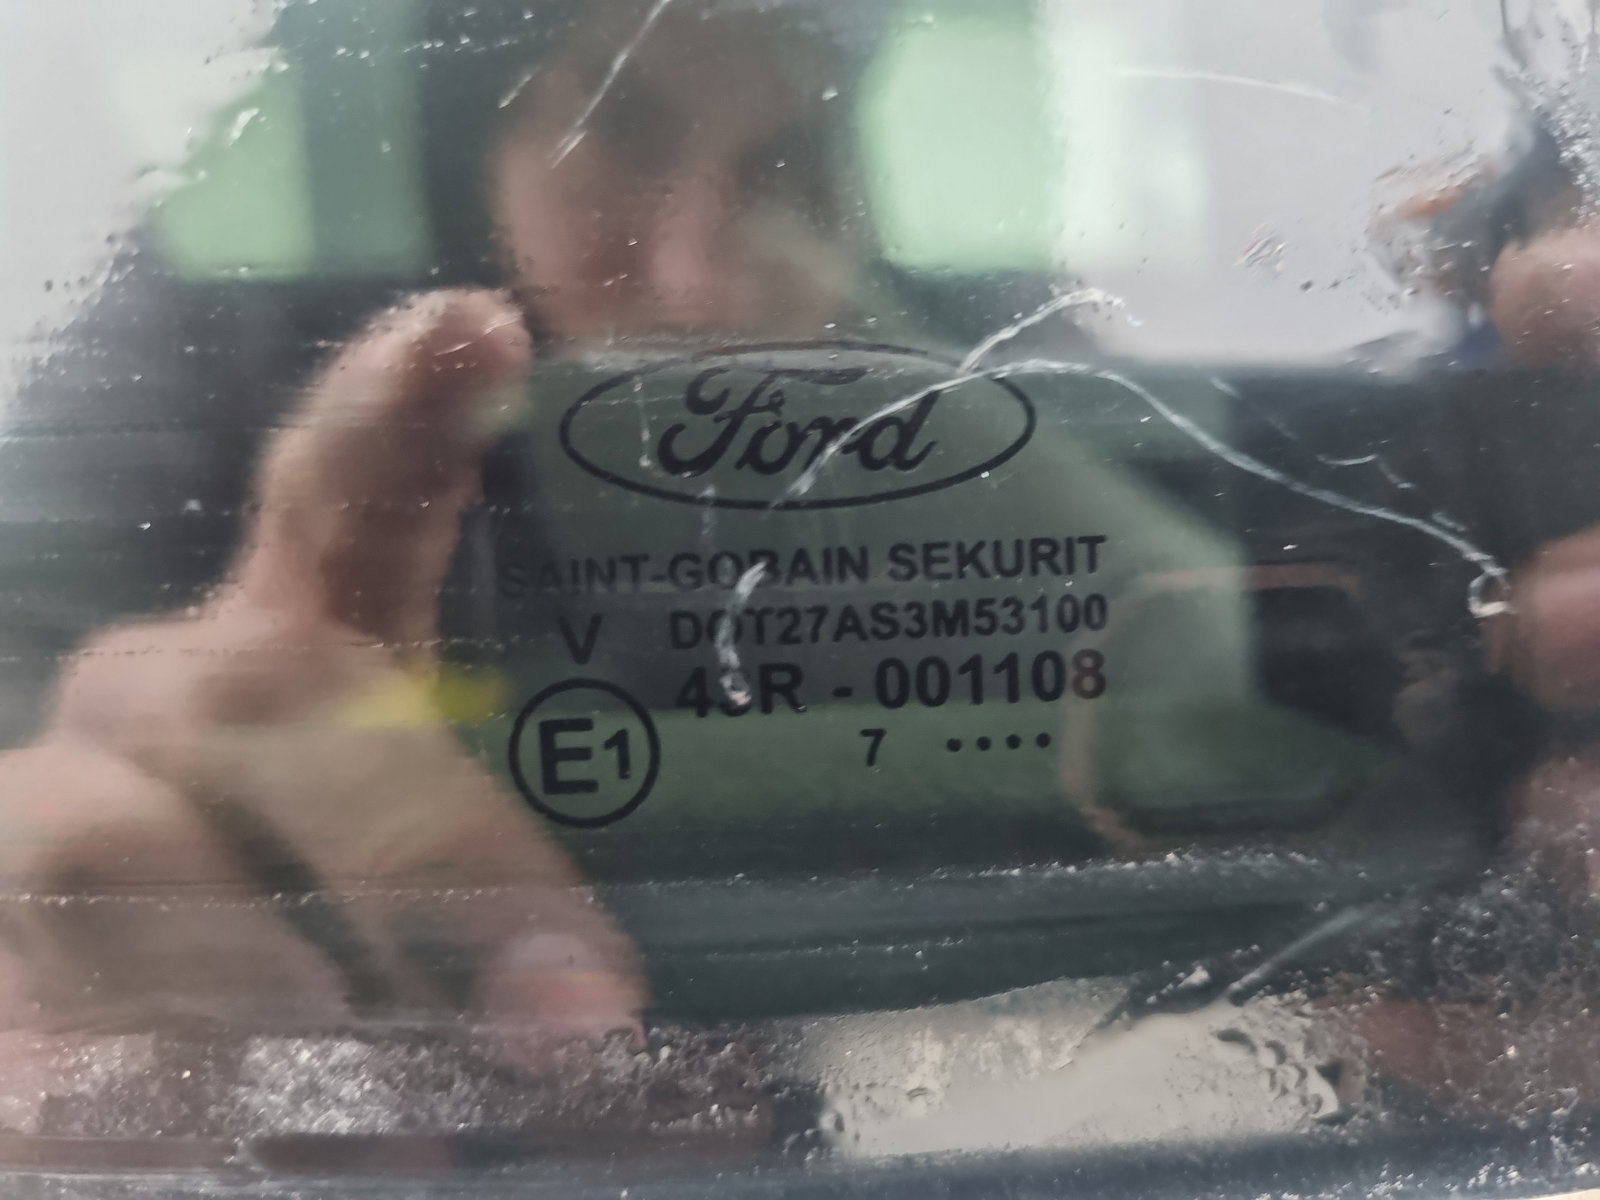 Ford
SAINT-GOBAIN SEKURIT
V DOT27AS3M53100
43R - 001108
E1
7 ••••